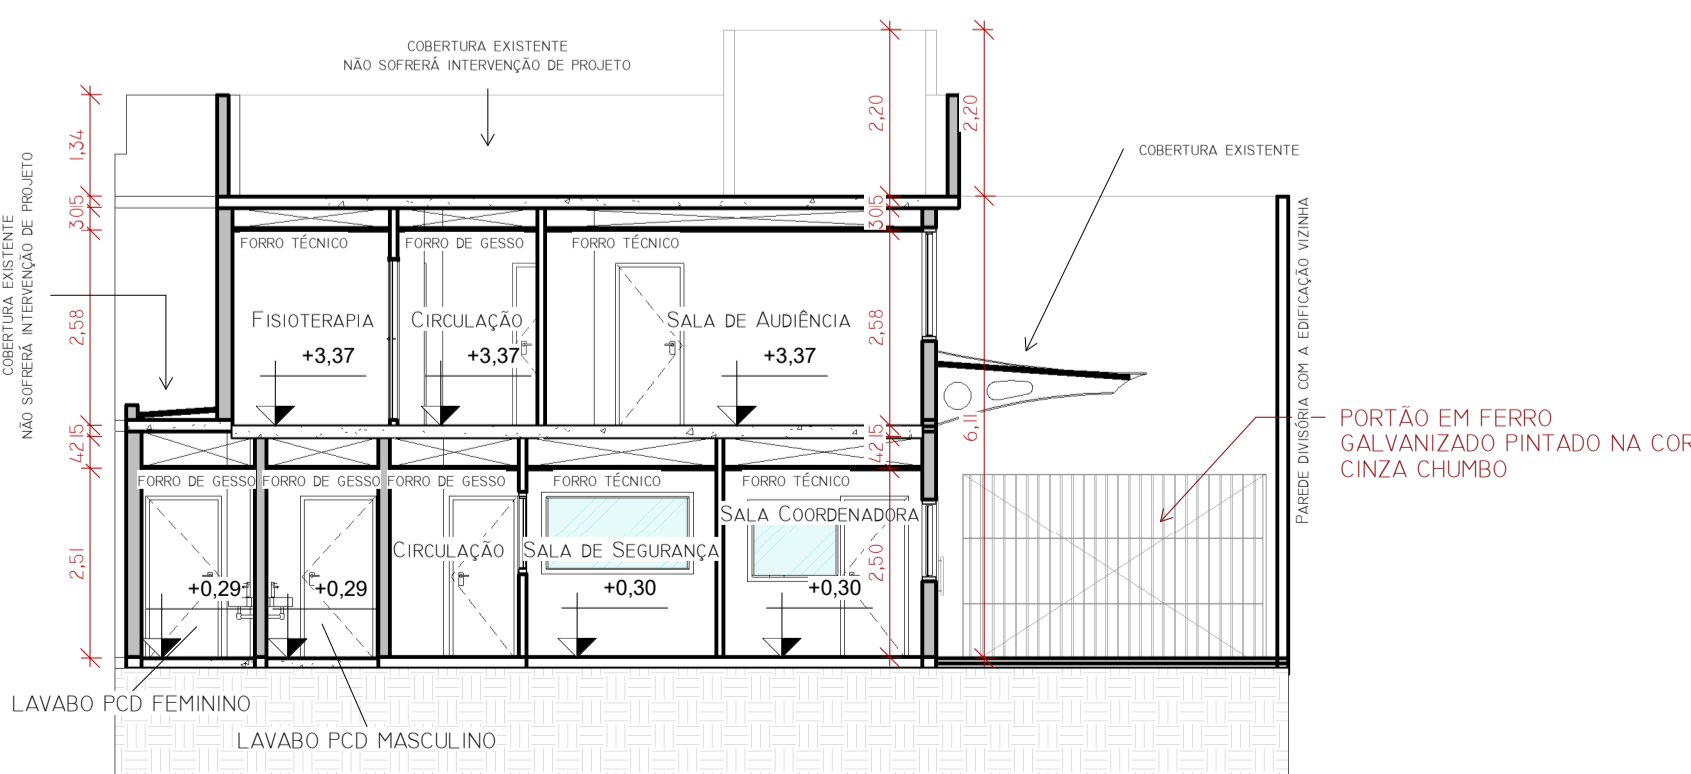 COBERTURA EXISTENTE
NÃO SOFRERÁ INTERVENÇÃO DE PROJETO
COBERTURA EXISTENTE
NÃO SOFRERÁ INTERVENÇÃO DE PROJETO
COBERTURA EXISTENTE
PAREDE DIVISÓRIA COM A EDIFICAÇÃO VIZINHA
1,34
15
30
2,58
15
42
2,51
2,20
15
30
2,58
15
42
2,50
2,20
6,11
FORRO TÉCNICO
FORRO DE GESSO
FORRO TÉCNICO
FISIOTERAPIA
CIRCULAÇÃO
SALA DE AUDIÊNCIA
+3,37
+3,37
+3,37
PORTÃO EM FERRO
GALVANIZADO PINTADO NA COR
CINZA CHUMBO
FORRO DE GESSO
FORRO DE GESSO
FORRO DE GESSO
FORRO TÉCNICO
FORRO TÉCNICO
SALA COORDENADORA
CIRCULAÇÃO
SALA DE SEGURANÇA
+0,29
+0,29
+0,30
+0,30
LAVABO PCD FEMININO
LAVABO PCD MASCULINO